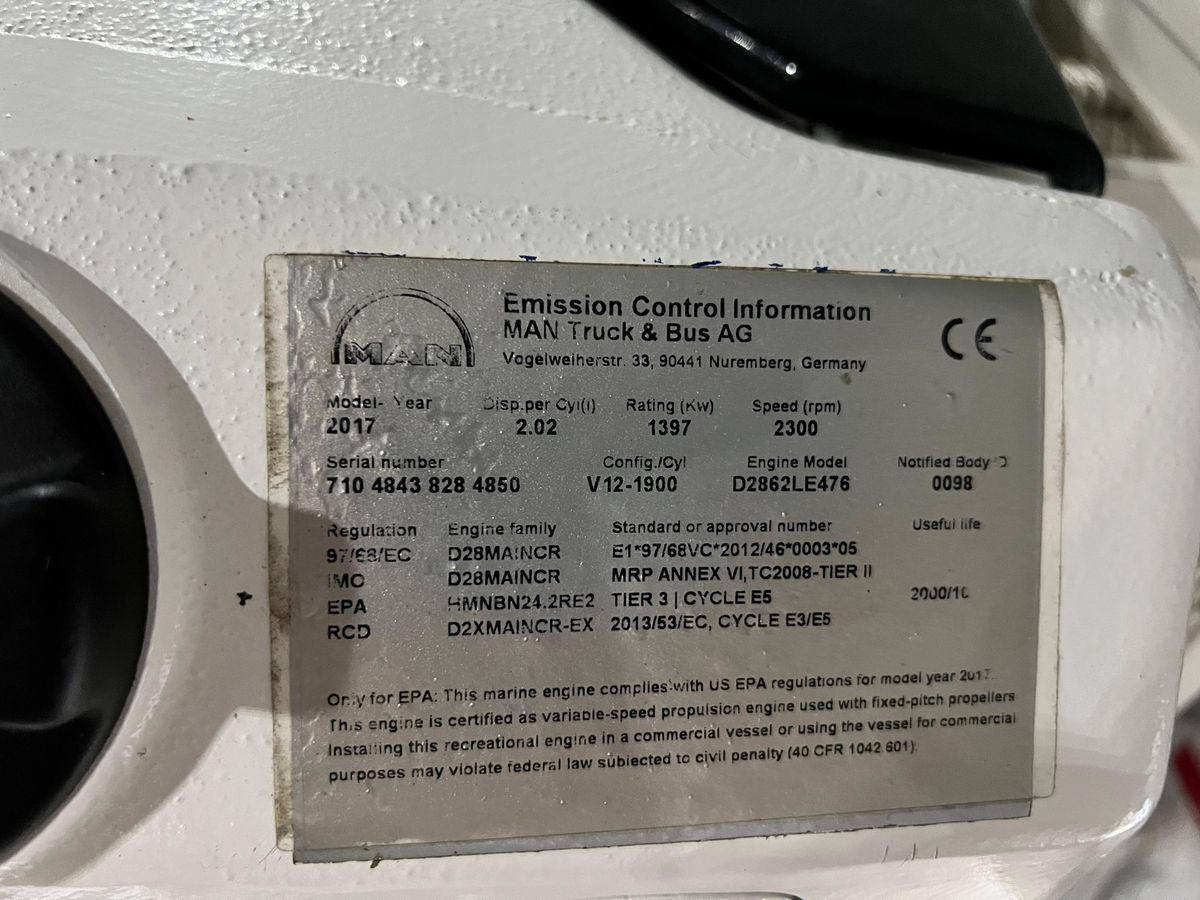 Emission Control Information
MAN Truck & Bus AG
MAN
Vogelweiherstr. 33, 90441 Nuremberg, Germany
CE
Model- Year Disp.per Cyl(l) Rating (Kw) Speed (rpm)
2017 2.02 1397 2300
Serial number Config./Cyl Engine Model Notified Body ID
710 4843 828 4850 V12-1900 D2862LE476 0098
Regulation Engine family Standard or approval number Useful life
97/68/EC D28MAINCR E1*97/68VC*2012/46*0003*05
IMO D28MAINCR MRP ANNEX VI,TC2008-TIER II
EPA HMNBN24.2RE2 TIER 3 | CYCLE E5 2000/10
RCD D2XMAINCR-EX 2013/53/EC, CYCLE E3/E5
Only for EPA: This marine engine complies with US EPA regulations for model year 2017.
This engine is certified as variable-speed propulsion engine used with fixed-pitch propellers
Installing this recreational engine in a commercial vessel or using the vessel for commercial
purposes may violate federal law subjected to civil penalty (40 CFR 1042.601).